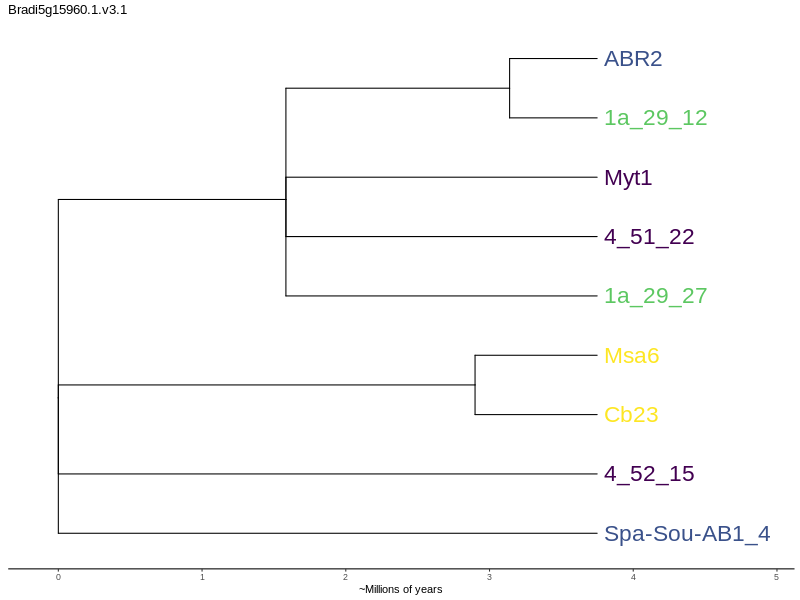 Bradi5g15960.1.v3.1
ABR2
1a_29_12
Myt1
4_51_22
1a_29_27
Msa6
Cb23
4_52_15
Spa-Sou-AB1_4
0 1 2 3 4 5
~Millions of years